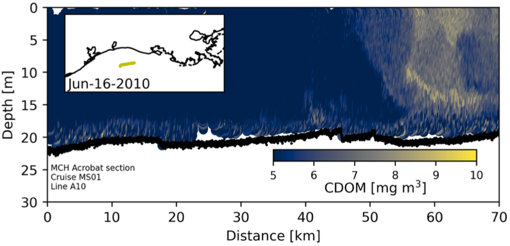 0
5
10
15
20
25
30
Depth [m]
Jun-16-2010
MCH Acrobat section
Cruise MS01
Line A10
5 6 7 8 9 10
CDOM [mg m³]
0 10 20 30 40 50 60 70
Distance [km]